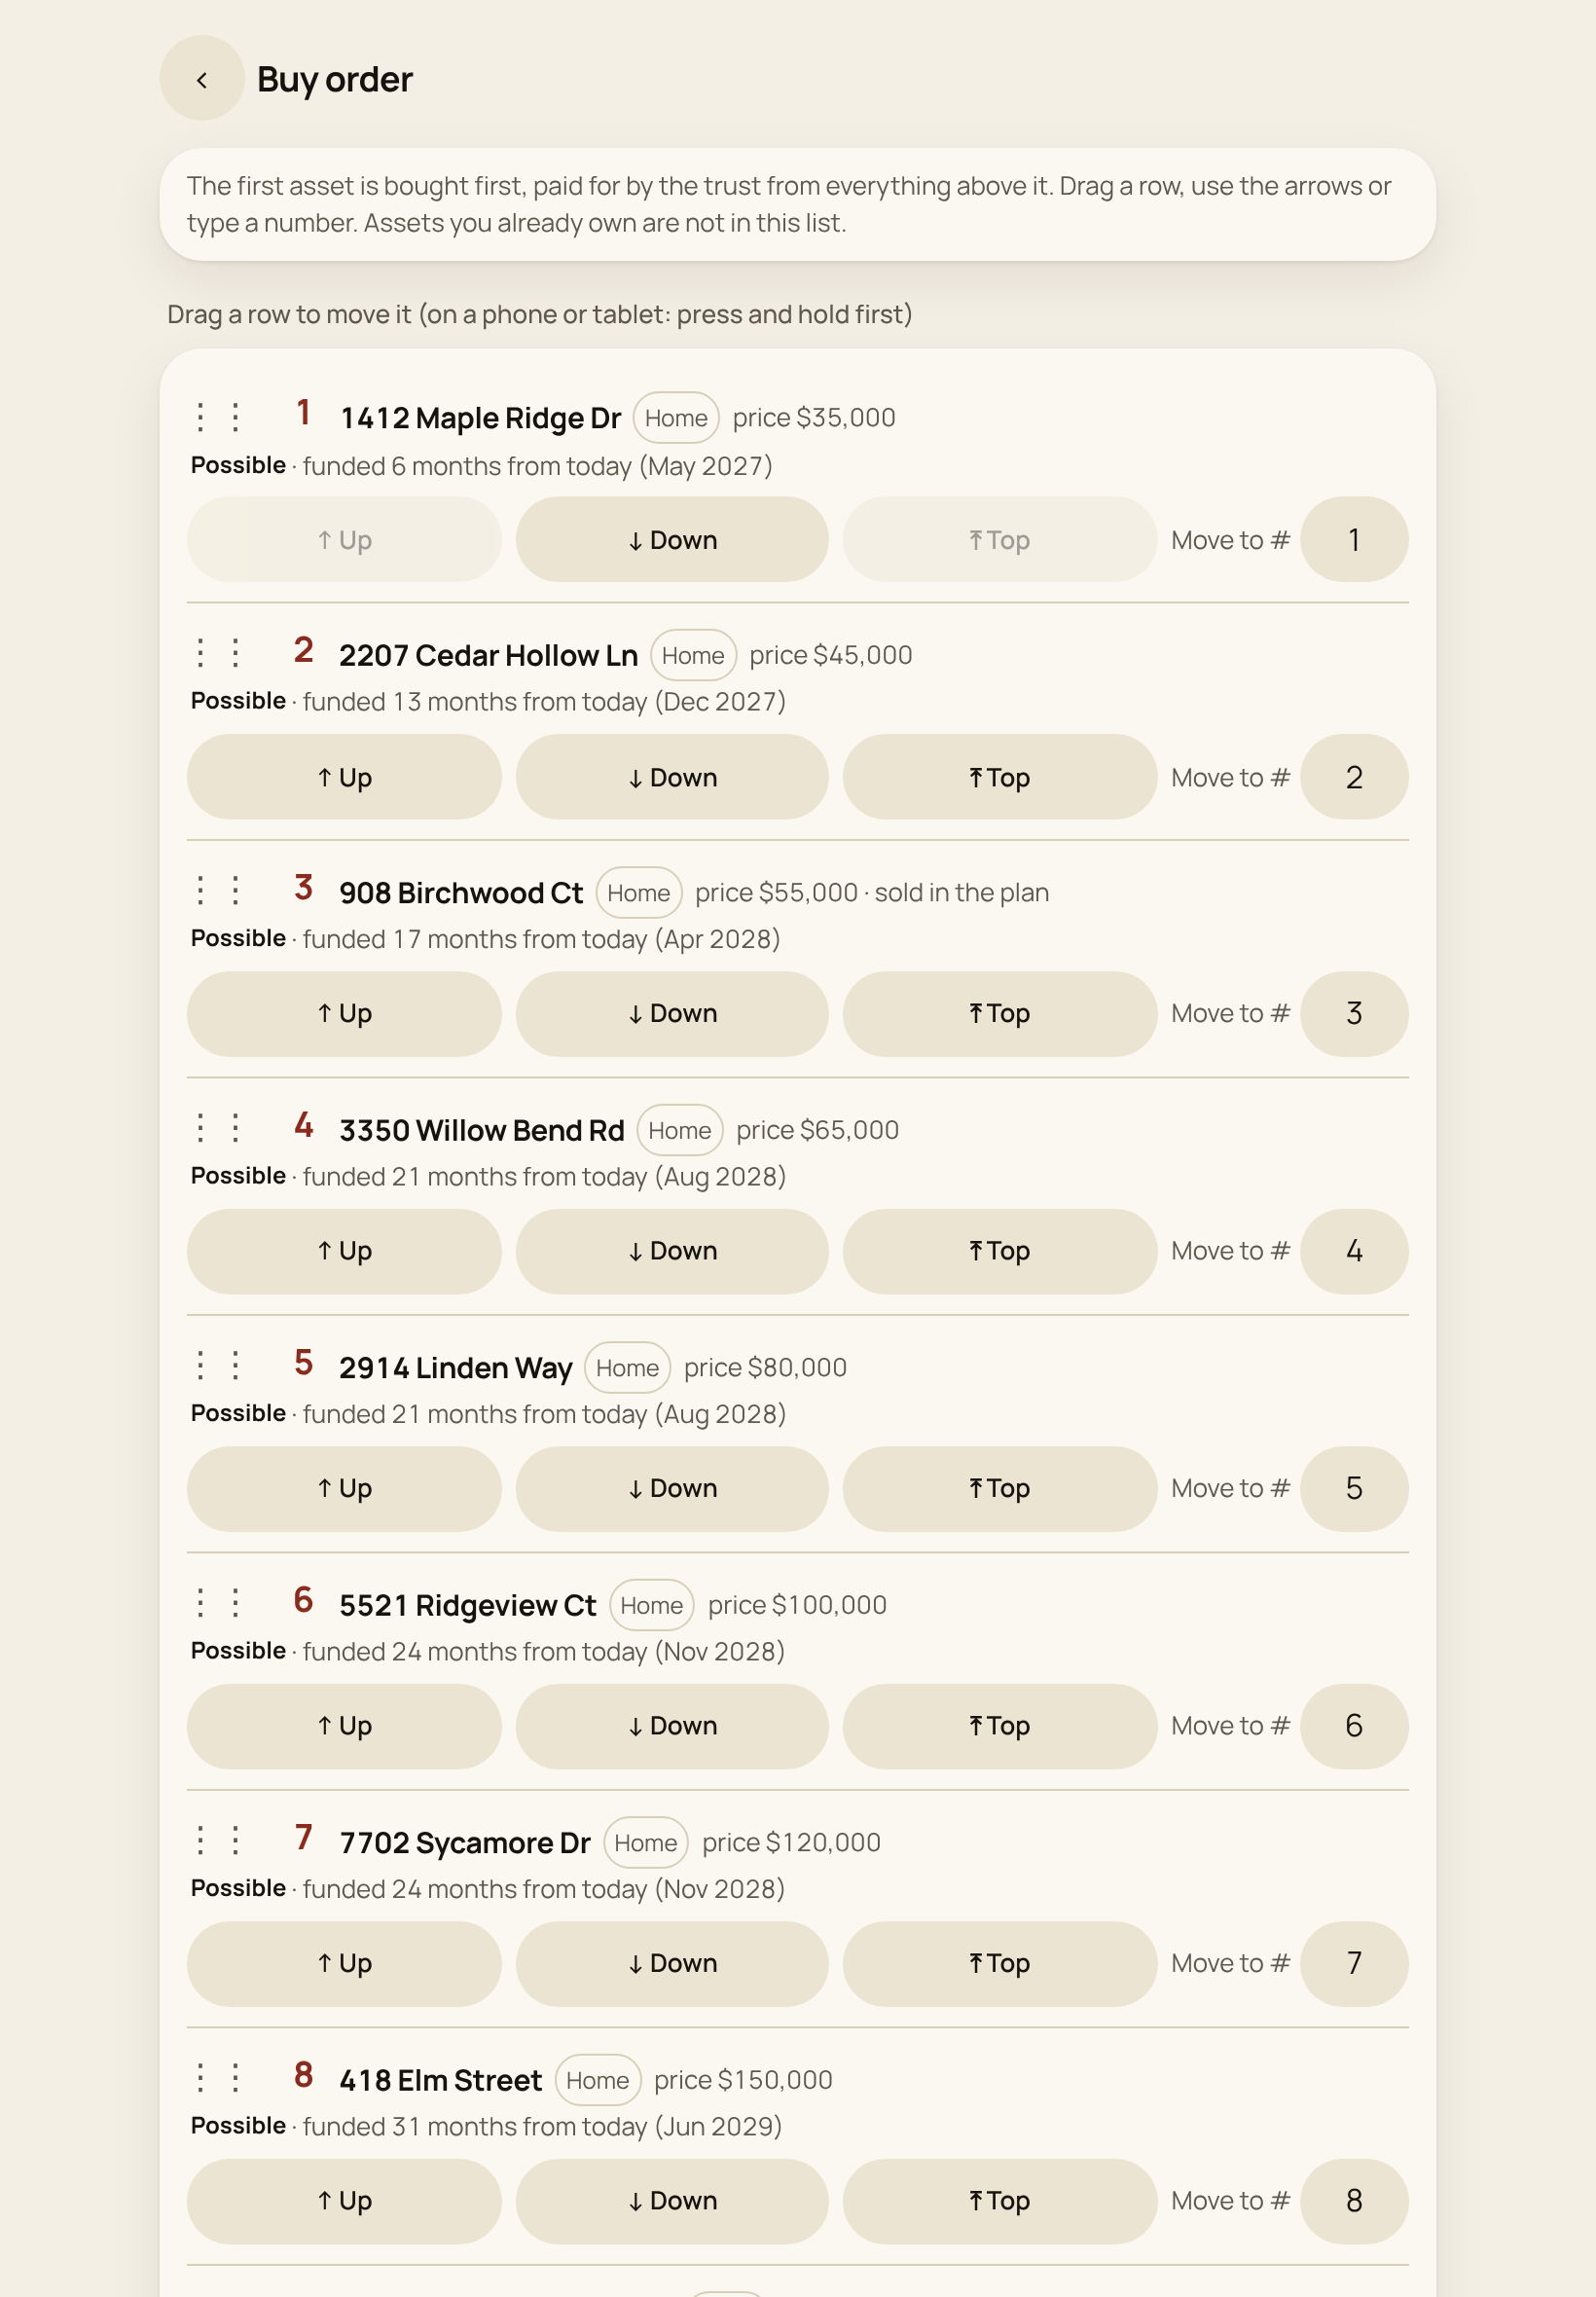 ‹ Buy order
The first asset is bought first, paid for by the trust from everything above it. Drag a row, use the arrows or
type a number. Assets you already own are not in this list.
Drag a row to move it (on a phone or tablet: press and hold first)
⋮⋮ 1 1412 Maple Ridge Dr Home price $35,000
Possible · funded 6 months from today (May 2027)
↑ Up ↓ Down ⤒ Top Move to # 1
⋮⋮ 2 2207 Cedar Hollow Ln Home price $45,000
Possible · funded 13 months from today (Dec 2027)
↑ Up ↓ Down ⤒ Top Move to # 2
⋮⋮ 3 908 Birchwood Ct Home price $55,000 · sold in the plan
Possible · funded 17 months from today (Apr 2028)
↑ Up ↓ Down ⤒ Top Move to # 3
⋮⋮ 4 3350 Willow Bend Rd Home price $65,000
Possible · funded 21 months from today (Aug 2028)
↑ Up ↓ Down ⤒ Top Move to # 4
⋮⋮ 5 2914 Linden Way Home price $80,000
Possible · funded 21 months from today (Aug 2028)
↑ Up ↓ Down ⤒ Top Move to # 5
⋮⋮ 6 5521 Ridgeview Ct Home price $100,000
Possible · funded 24 months from today (Nov 2028)
↑ Up ↓ Down ⤒ Top Move to # 6
⋮⋮ 7 7702 Sycamore Dr Home price $120,000
Possible · funded 24 months from today (Nov 2028)
↑ Up ↓ Down ⤒ Top Move to # 7
⋮⋮ 8 418 Elm Street Home price $150,000
Possible · funded 31 months from today (Jun 2029)
↑ Up ↓ Down ⤒ Top Move to # 8